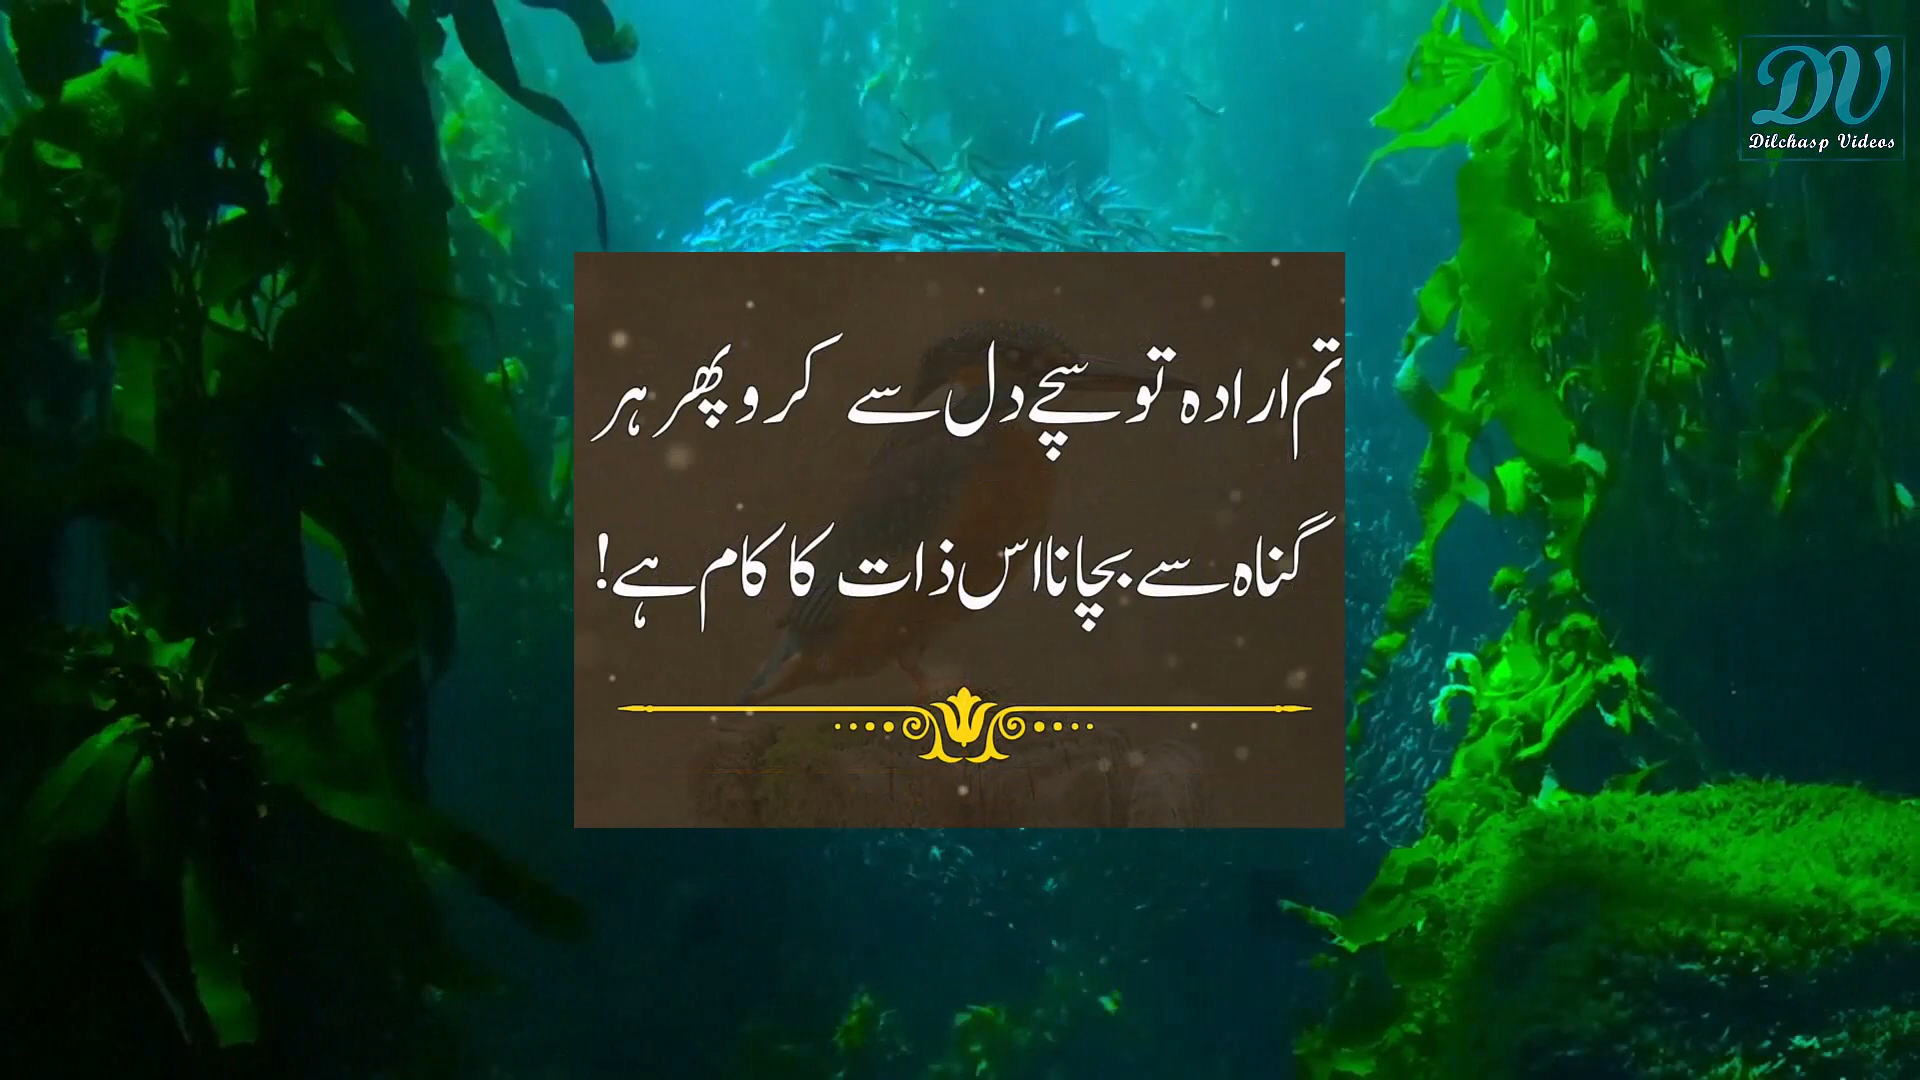 DV
Dilchasp Videos
تم ارادہ تو سچے دل سے کرو پھر ہر
گناہ سے بچانا اس ذات کا کام ہے!